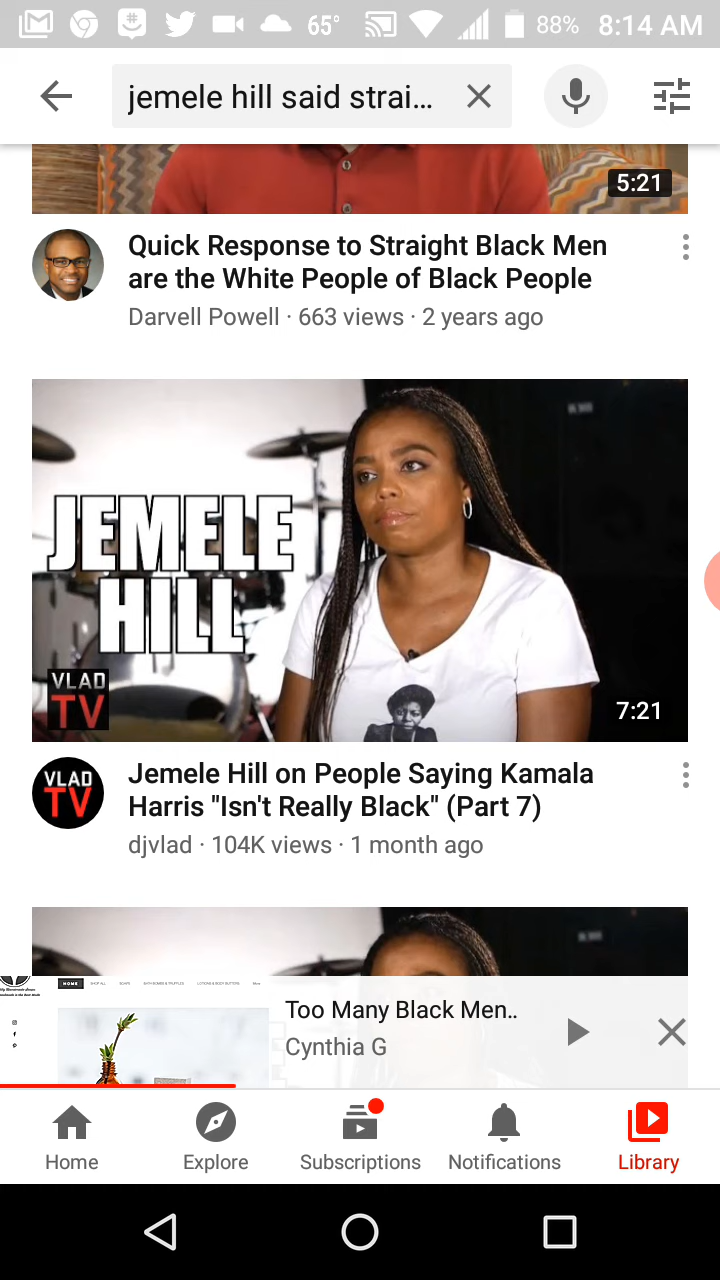 65° 88% 8:14 AM
jemele hill said strai...
5:21
Quick Response to Straight Black Men
are the White People of Black People
Darvell Powell · 663 views · 2 years ago
JEMELE
HILL
VLAD
TV
7:21
VLAD
TV
Jemele Hill on People Saying Kamala
Harris "Isn't Really Black" (Part 7)
djvlad · 104K views · 1 month ago
HOME
Too Many Black Men..
Cynthia G
Home Explore Subscriptions Notifications Library